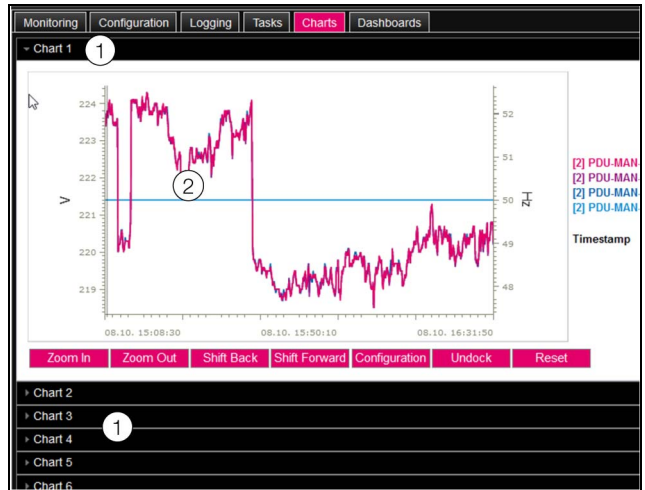 Monitoring Configuration Logging Tasks Charts Dashboards
Chart 1
1
224
223
222
221
220
219
V
2
52
51
50
49
48
Hz
[2] PDU-MAN-
[2] PDU-MAN-
[2] PDU-MAN-
[2] PDU-MAN-
Timestamp
08.10. 15:08:30 08.10. 15:50:10 08.10. 16:31:50
Zoom In Zoom Out Shift Back Shift Forward Configuration Undock Reset
Chart 2
Chart 3
1
Chart 4
Chart 5
Chart 6